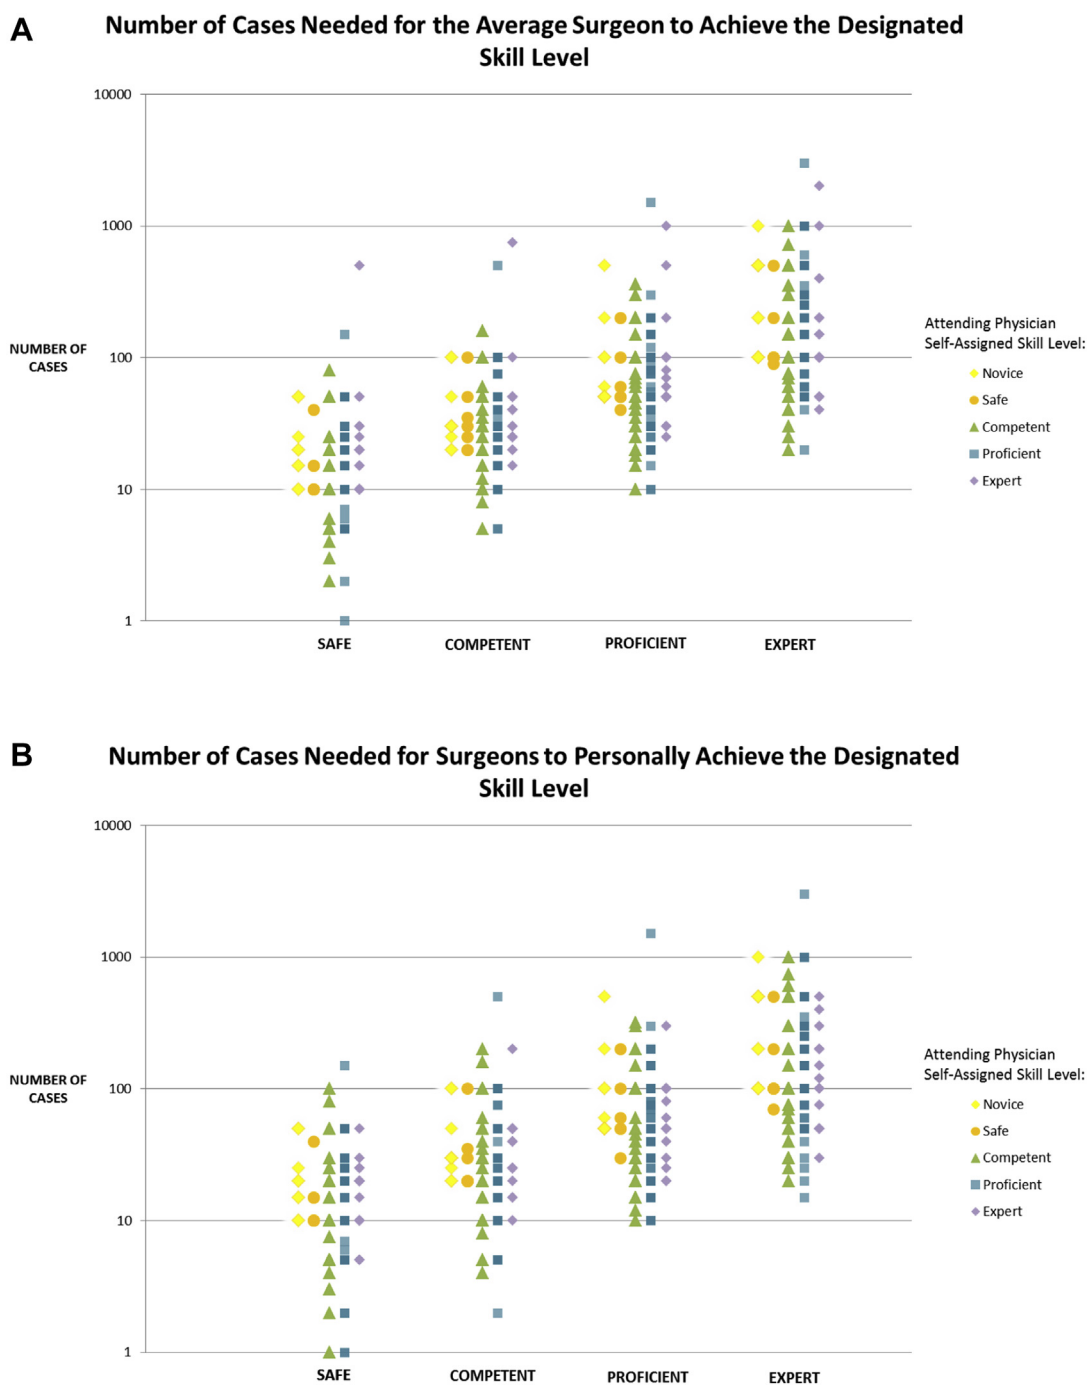 A
Number of Cases Needed for the Average Surgeon to Achieve the Designated
Skill Level
10000
1000
100
10
1
NUMBER OF
CASES
SAFE
COMPETENT
PROFICIENT
EXPERT
Attending Physician
Self-Assigned Skill Level:
Novice
Safe
Competent
Proficient
Expert
B
Number of Cases Needed for Surgeons to Personally Achieve the Designated
Skill Level
10000
1000
100
10
1
NUMBER OF
CASES
SAFE
COMPETENT
PROFICIENT
EXPERT
Attending Physician
Self-Assigned Skill Level:
Novice
Safe
Competent
Proficient
Expert